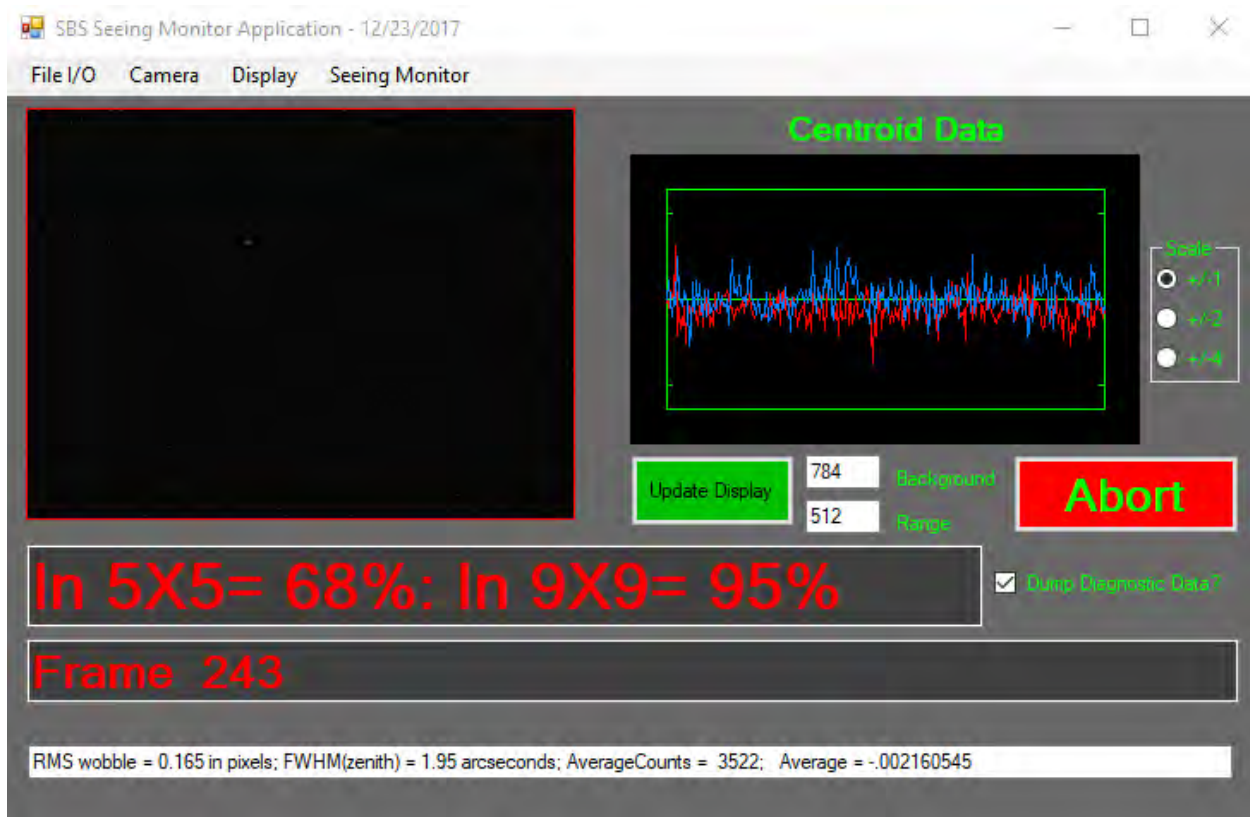 SBS Seeing Monitor Application - 12/23/2017
File I/O Camera Display Seeing Monitor
Centroid Data
Scale
+/-1
+/-2
+/-4
Update Display
784 Background
512 Range
Abort
In 5X5= 68%: In 9X9= 95%
Dump Diagnostic Data?
Frame 243
RMS wobble = 0.165 in pixels; FWHM(zenith) = 1.95 arcseconds; AverageCounts = 3522; Average = -.002160545